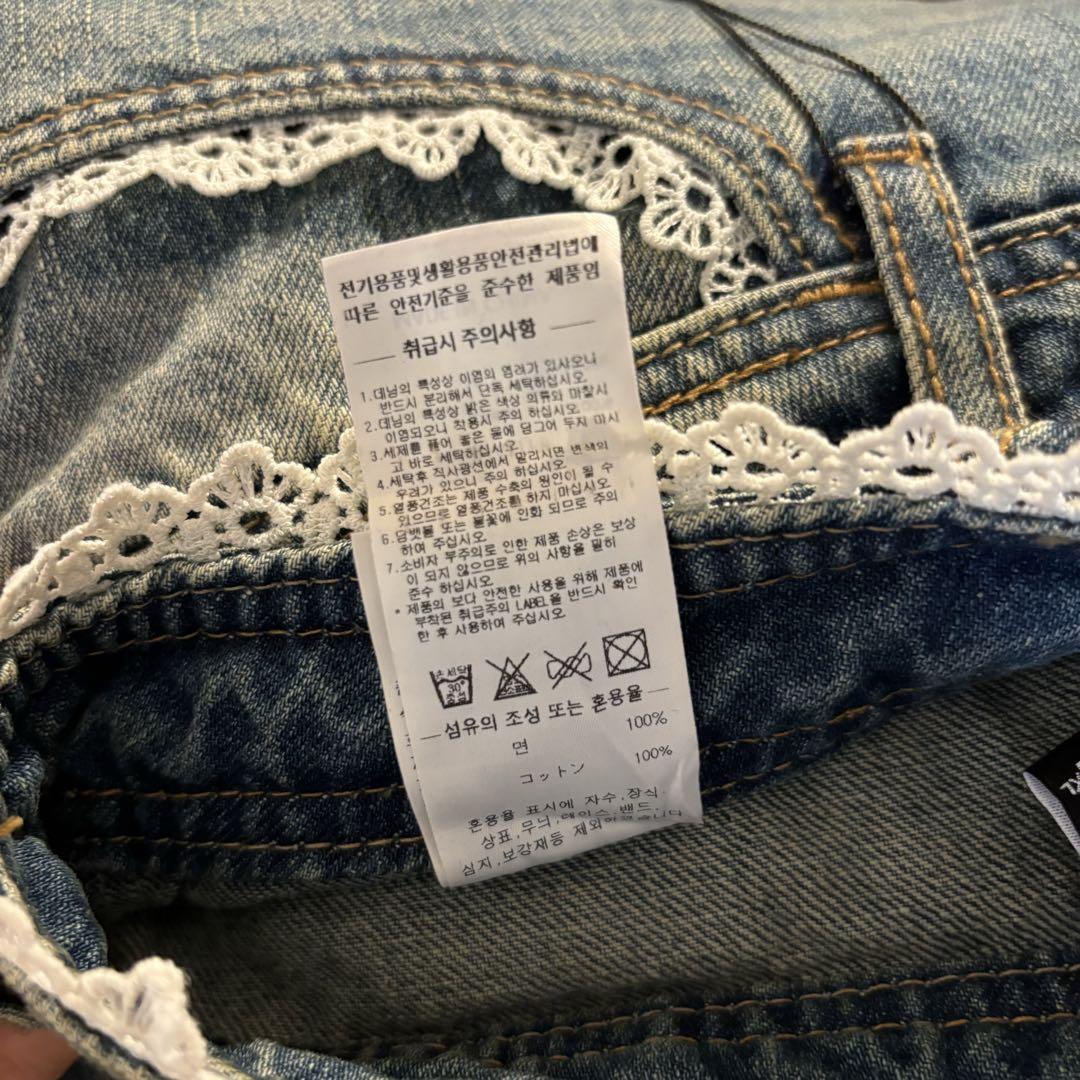 전기용품및생활용품안전관리법에
따른 안전기준을 준수한 제품임
취급시 주의사항
1.데님의 특성상 이염의 염려가 있사오니
반드시 분리해서 단독 세탁하십시오.
2.데님의 특성상 밝은 색상 의류와 마찰시
이염되오니 착용시 주의 하십시오.
3.세제를 풀어 좋은 물에 담그어 두지 마시
고 바로 세탁하십시오.
4.세탁후 직사광선에서 말리시면 변색의
우려가 있으니 주의 하십시오.
5.열풍건조는 제품 수축의 원인이 될 수
있으므로 열풍건조를 하지 마십시오
6.담뱃불 또는 불꽃에 인화 되므로 주의
하여 주십시오.
7.소비자 부주의로 인한 제품 손상은 보상
이 되지 않으므로 위의 사항을 필히
준수 하십시오
* 제품의 보다 안전한 사용을 위해 제품에
부착된 취급주의 LABEL을 반드시 확인
한 후 사용하여 주십시오
손세탁
30°
중성
섬유의 조성 또는 혼용율
면 100%
コットン 100%
혼용율 표시에 자수,장식,
상표,무늬,레이스,밴드,
심지,보강재등 제외